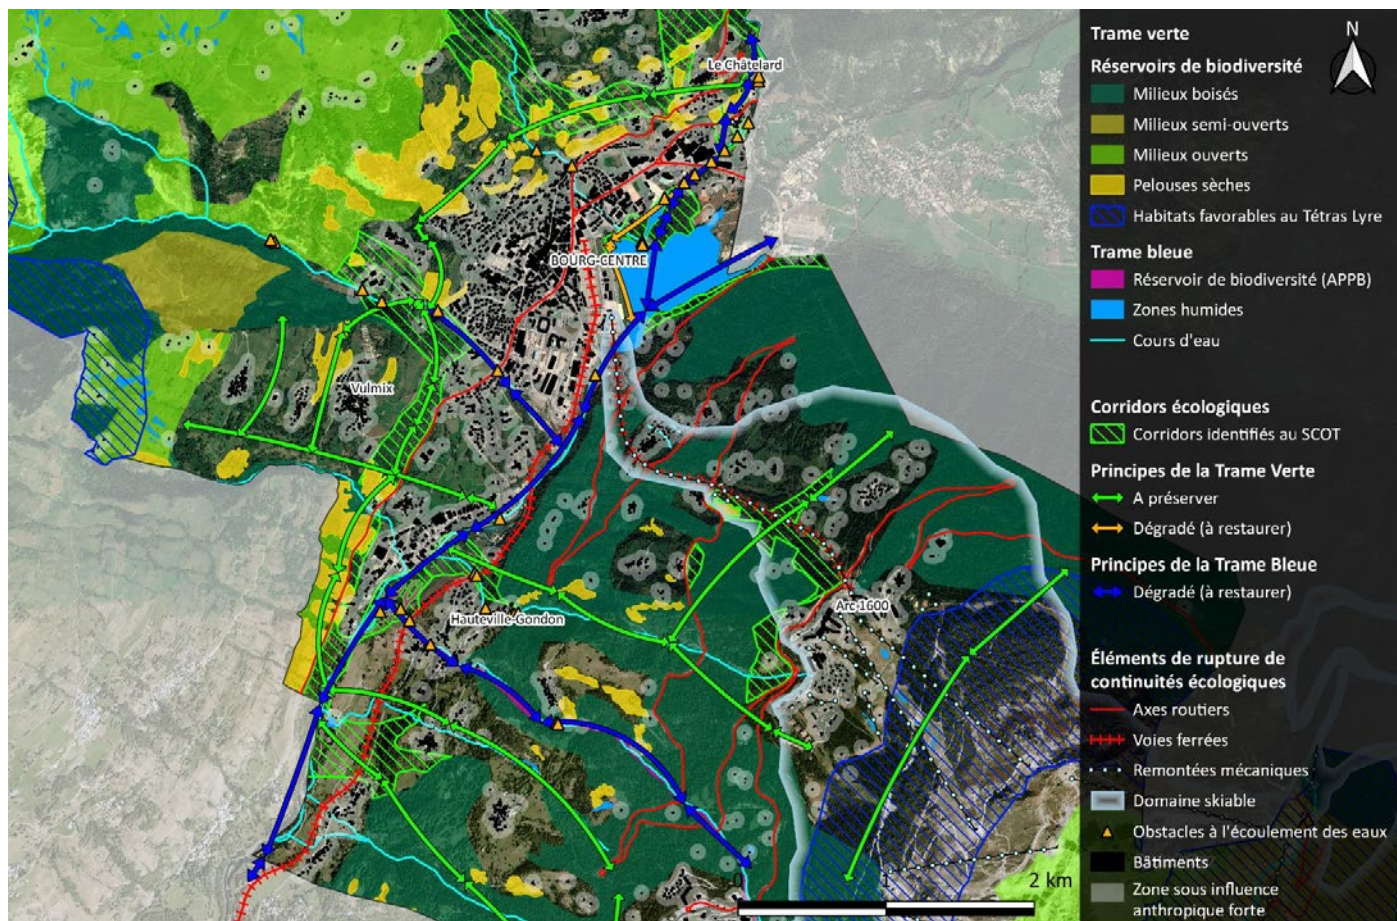 Le Châtelard
BOURG-CENTRE
Vulmix
Arc 1600
Hauteville-Gondon
0 1 2 km
N
Trame verte
Réservoirs de biodiversité
Milieux boisés
Milieux semi-ouverts
Milieux ouverts
Pelouses sèches
Habitats favorables au Tétras Lyre
Trame bleue
Réservoir de biodiversité (APPB)
Zones humides
Cours d'eau
Corridors écologiques
Corridors identifiés au SCOT
Principes de la Trame Verte
A préserver
Dégradé (à restaurer)
Principes de la Trame Bleue
Dégradé (à restaurer)
Éléments de rupture de
continuités écologiques
Axes routiers
Voies ferrées
Remontées mécaniques
Domaine skiable
Obstacles à l'écoulement des eaux
Bâtiments
Zone sous influence
anthropique forte